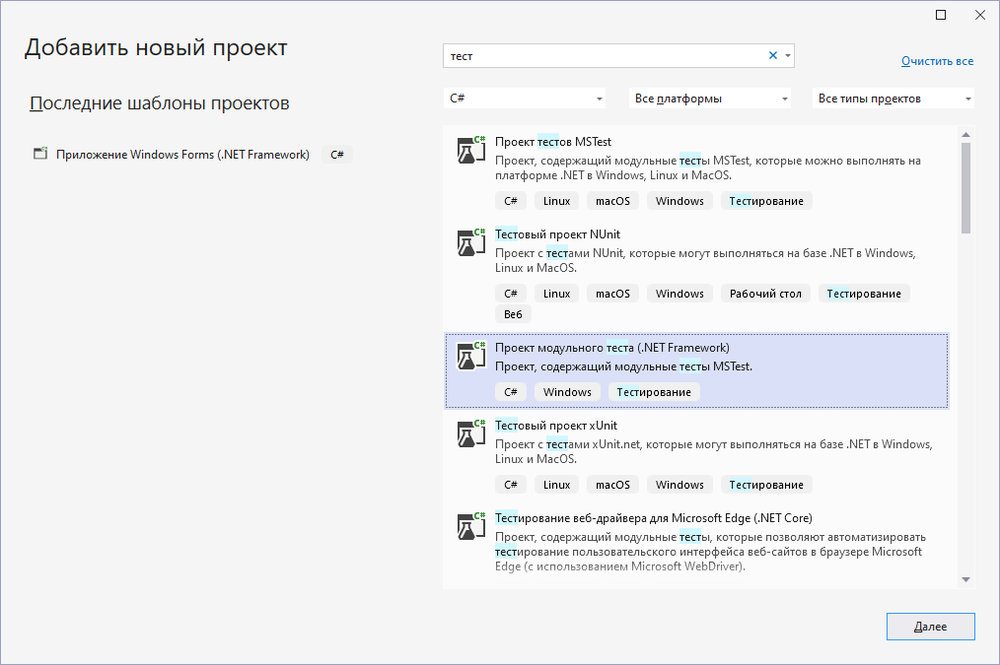 Добавить новый проект
тест
Очистить все
Последние шаблоны проектов
C#
Все платформы
Все типы проектов
Приложение Windows Forms (.NET Framework)
C#
C#
Проект тестов MSTest
Проект, содержащий модульные тесты MSTest, которые можно выполнять на
платформе .NET в Windows, Linux и MacOS.
C#
Linux
macOS
Windows
Тестирование
C#
Тестовый проект NUnit
Проект с тестами NUnit, которые могут выполняться на базе .NET в Windows,
Linux и MacOS.
C#
Linux
macOS
Windows
Рабочий стол
Тестирование
Веб
C#
Проект модульного теста (.NET Framework)
Проект, содержащий модульные тесты MSTest.
C#
Windows
Тестирование
C#
Тестовый проект xUnit
Проект с тестами xUnit.net, которые могут выполняться на базе .NET в Windows,
Linux и MacOS.
C#
Linux
macOS
Windows
Тестирование
C#
Тестирование веб-драйвера для Microsoft Edge (.NET Core)
Проект, содержащий модульные тесты, которые позволяют автоматизировать
тестирование пользовательского интерфейса веб-сайтов в браузере Microsoft
Edge (с использованием Microsoft WebDriver).
Далее